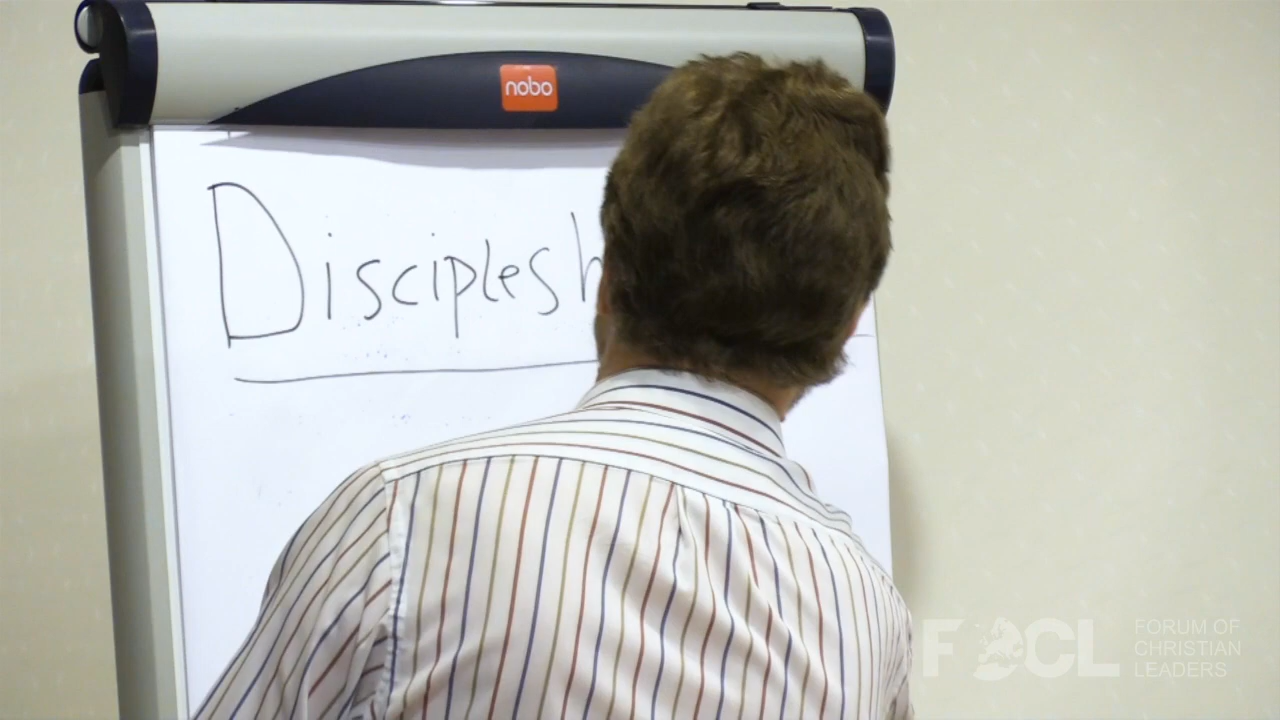 nobo
Disciplesh
FOCL
FORUM OF
CHRISTIAN
LEADERS